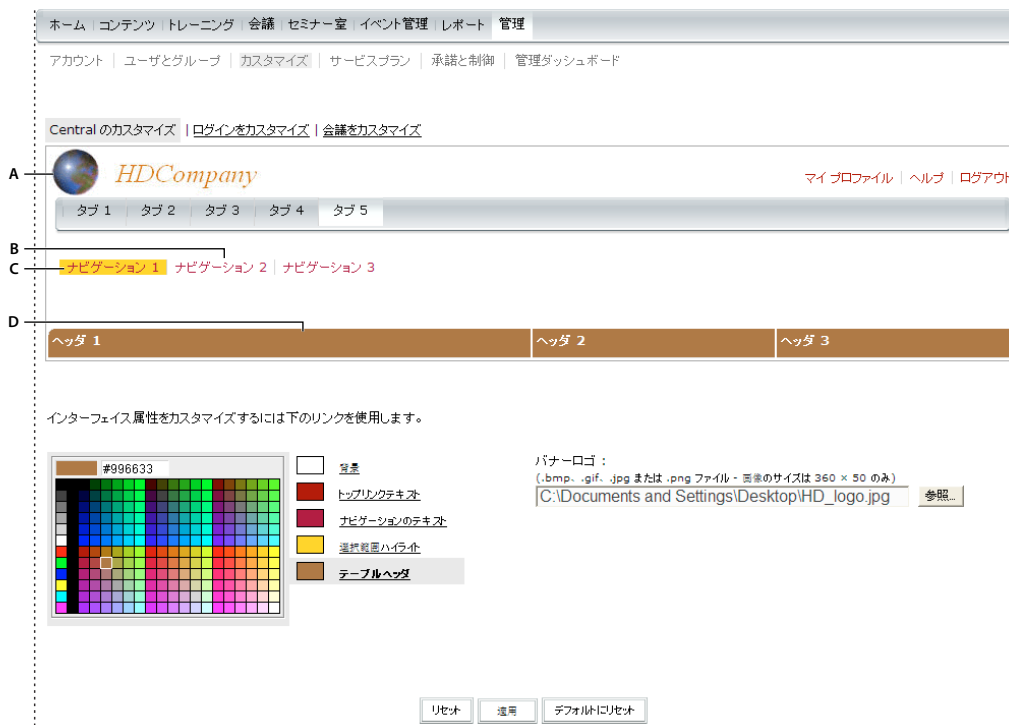 ホーム | コンテンツ | トレーニング | 会議 | セミナー室 | イベント管理 | レポート | 管理
アカウント | ユーザとグループ | カスタマイズ | サービスプラン | 承諾と制御 | 管理ダッシュボード
Central のカスタマイズ | ログインをカスタマイズ | 会議をカスタマイズ
A
HDCompany
マイ プロファイル | ヘルプ | ログアウト
タブ 1 タブ 2 タブ 3 タブ 4 タブ 5
B
C
ナビゲーション 1 ナビゲーション 2 | ナビゲーション 3
D
ヘッダ 1 ヘッダ 2 ヘッダ 3
インターフェイス属性をカスタマイズするには下のリンクを使用します。
#996633
背景
トップリンクテキスト
ナビゲーションのテキスト
選択範囲ハイライト
テーブルヘッダ
バナーロゴ :
(.bmp、.gif、.jpg または .png ファイル - 画像のサイズは 360 × 50 のみ)
C:\Documents and Settings\Desktop\HD_logo.jpg 参照...
リセット 適用 デフォルトにリセット